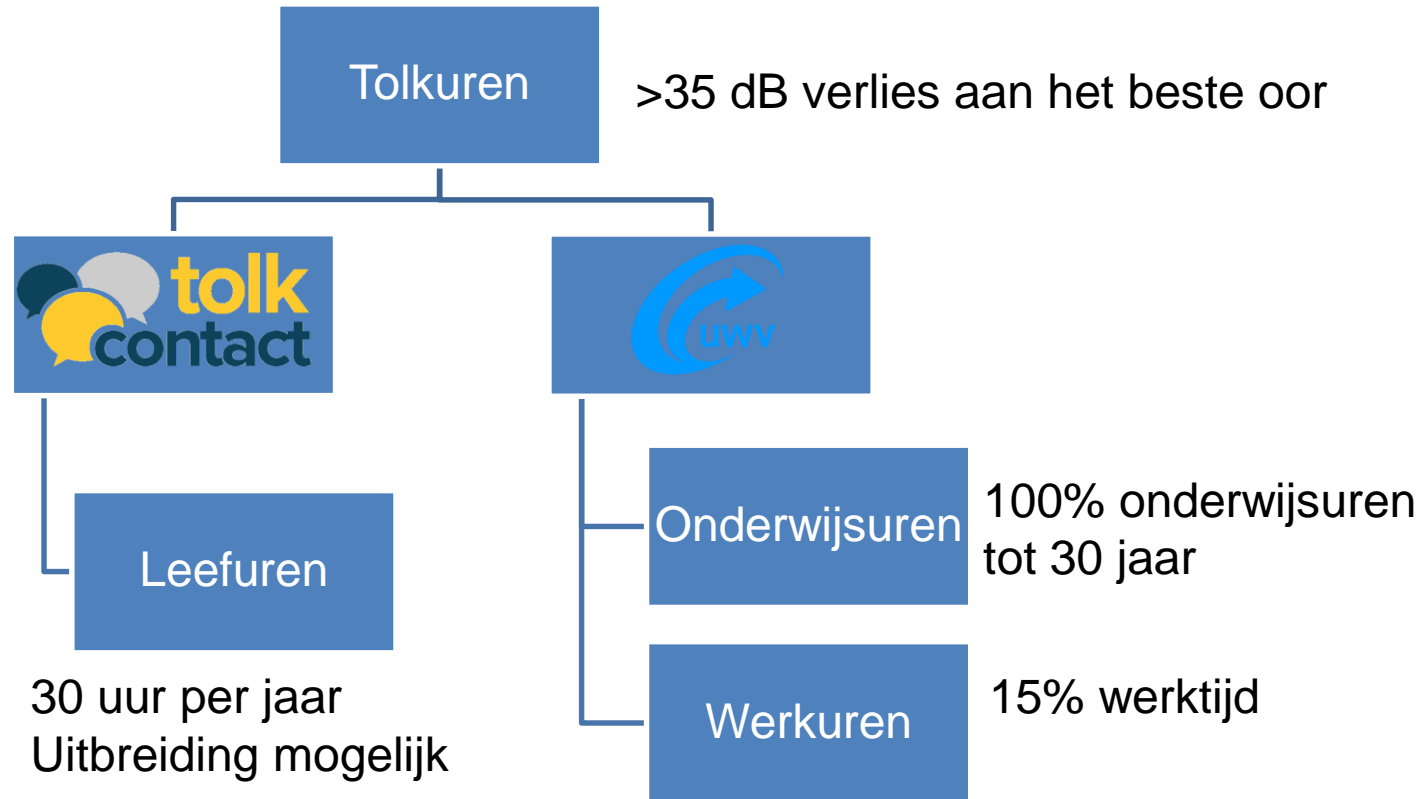 Tolkuren
>35 dB verlies aan het beste oor
tolk
contact
uwv
Leefuren
30 uur per jaar
Uitbreiding mogelijk
Onderwijsuren
100% onderwijsuren
tot 30 jaar
Werkuren
15% werktijd